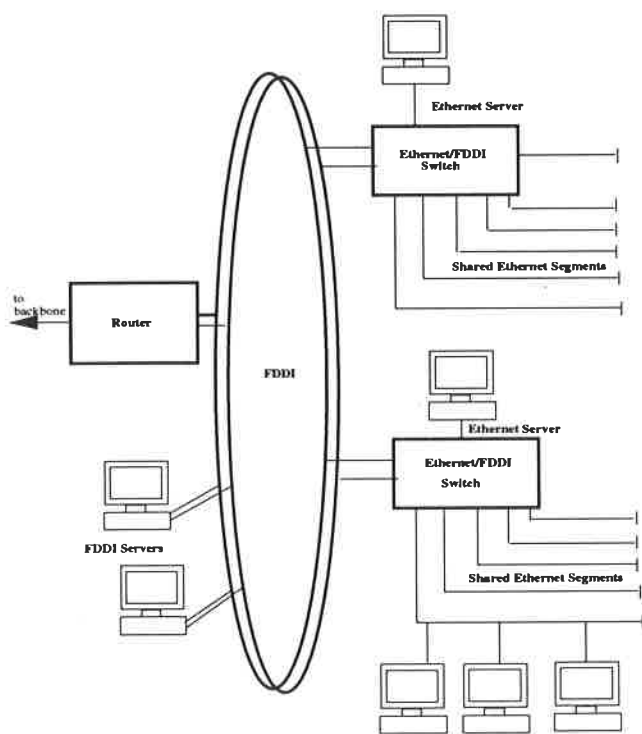 Ethernet Server
Ethernet/FDDI
Switch
Shared Ethernet Segments
to
backbone
Router
FDDI
Ethernet Server
Ethernet/FDDI
Switch
FDDI Servers
Shared Ethernet Segments